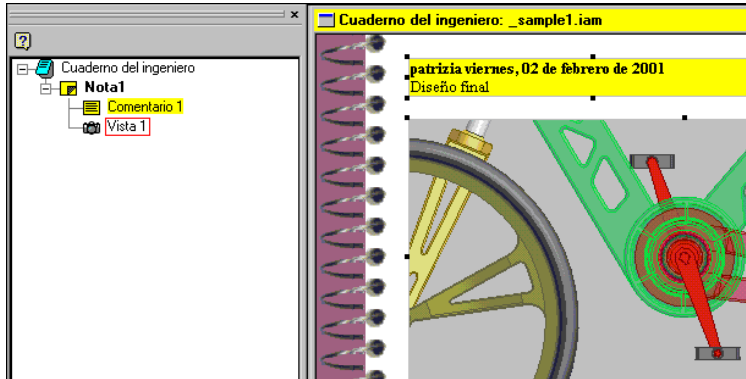 Cuaderno del ingeniero
Nota1
Comentario 1
Vista 1
Cuaderno del ingeniero: _sample1.iam
patrizia viernes, 02 de febrero de 2001
Diseño final